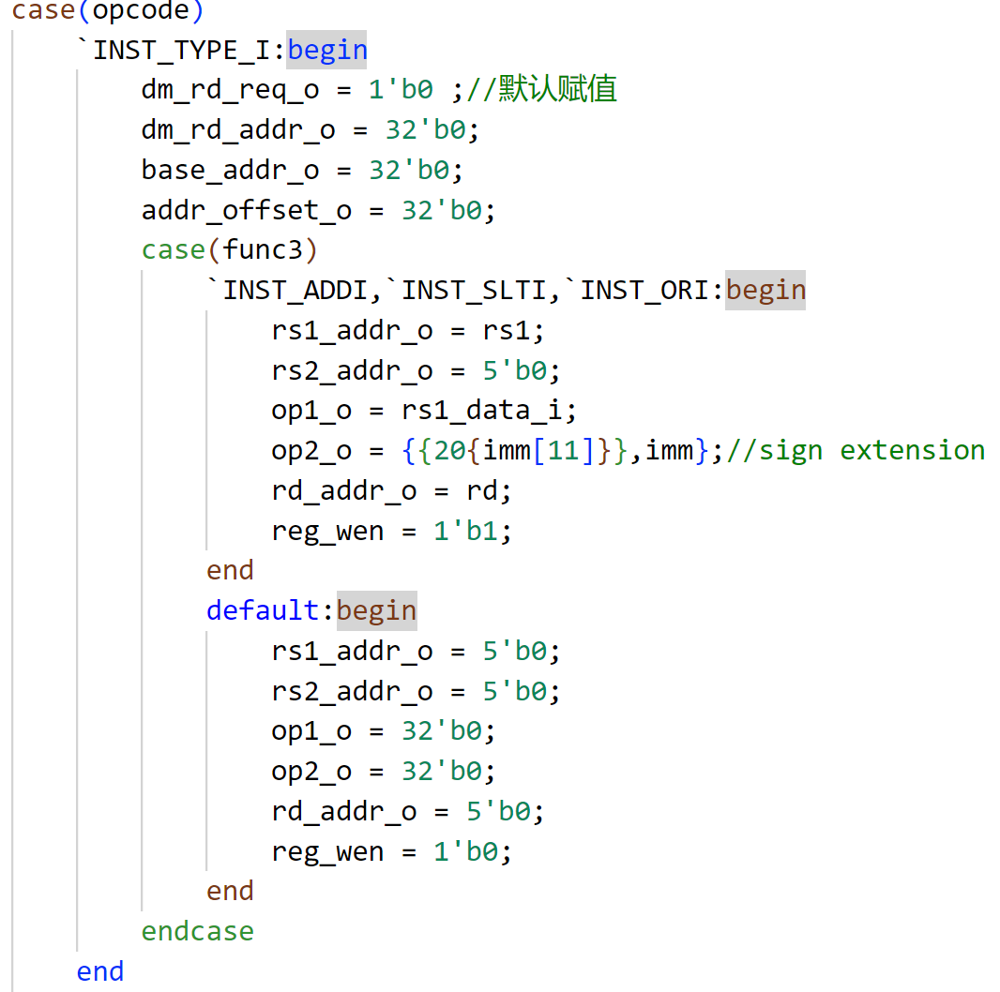 case(opcode)
`INST_TYPE_I:begin
dm_rd_req_o = 1'b0 ;//默认赋值
dm_rd_addr_o = 32'b0;
base_addr_o = 32'b0;
addr_offset_o = 32'b0;
case(func3)
`INST_ADDI,`INST_SLTI,`INST_ORI:begin
rs1_addr_o = rs1;
rs2_addr_o = 5'b0;
op1_o = rs1_data_i;
op2_o = {{20{imm[11]}},imm};//sign extension
rd_addr_o = rd;
reg_wen = 1'b1;
end
default:begin
rs1_addr_o = 5'b0;
rs2_addr_o = 5'b0;
op1_o = 32'b0;
op2_o = 32'b0;
rd_addr_o = 5'b0;
reg_wen = 1'b0;
end
endcase
end